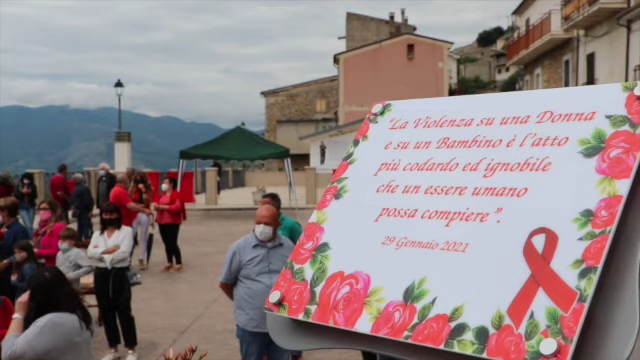 "La Violenza su una Donna
e su un Bambino è l'atto
più codardo ed ignobile
che un essere umano
possa compiere".
29 Gennaio 2021